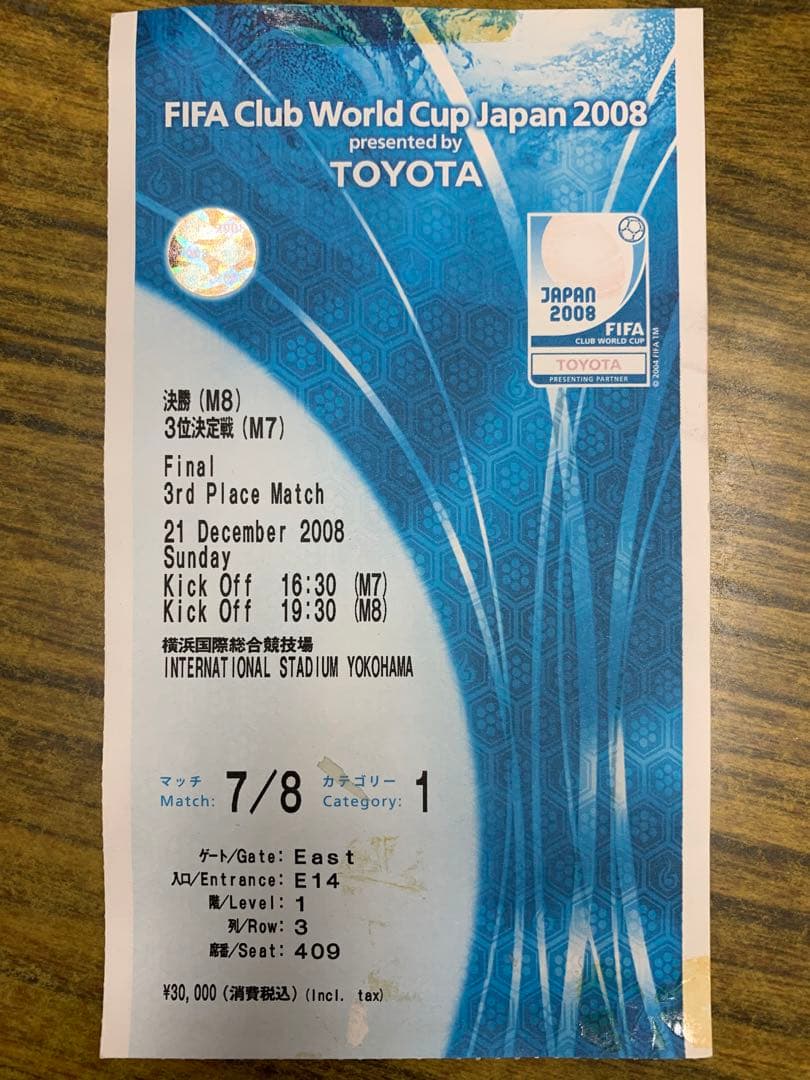 FIFA Club World Cup Japan 2008
presented by
TOYOTA
JAPAN
2008
FIFA
CLUB WORLD CUP
TOYOTA
PRESENTING PARTNER
© 2004 FIFA TM
決勝 (M8)
3位決定戦 (M7)
Final
3rd Place Match
21 December 2008
Sunday
Kick Off 16:30 (M7)
Kick Off 19:30 (M8)
横浜国際総合競技場
INTERNATIONAL STADIUM YOKOHAMA
マッチ カテゴリー
Match: 7/8 Category: 1
ゲート/Gate: East
入口/Entrance: E14
階/Level: 1
列/Row: 3
席番/Seat: 409
¥30,000 (消費税込) (Incl. tax)